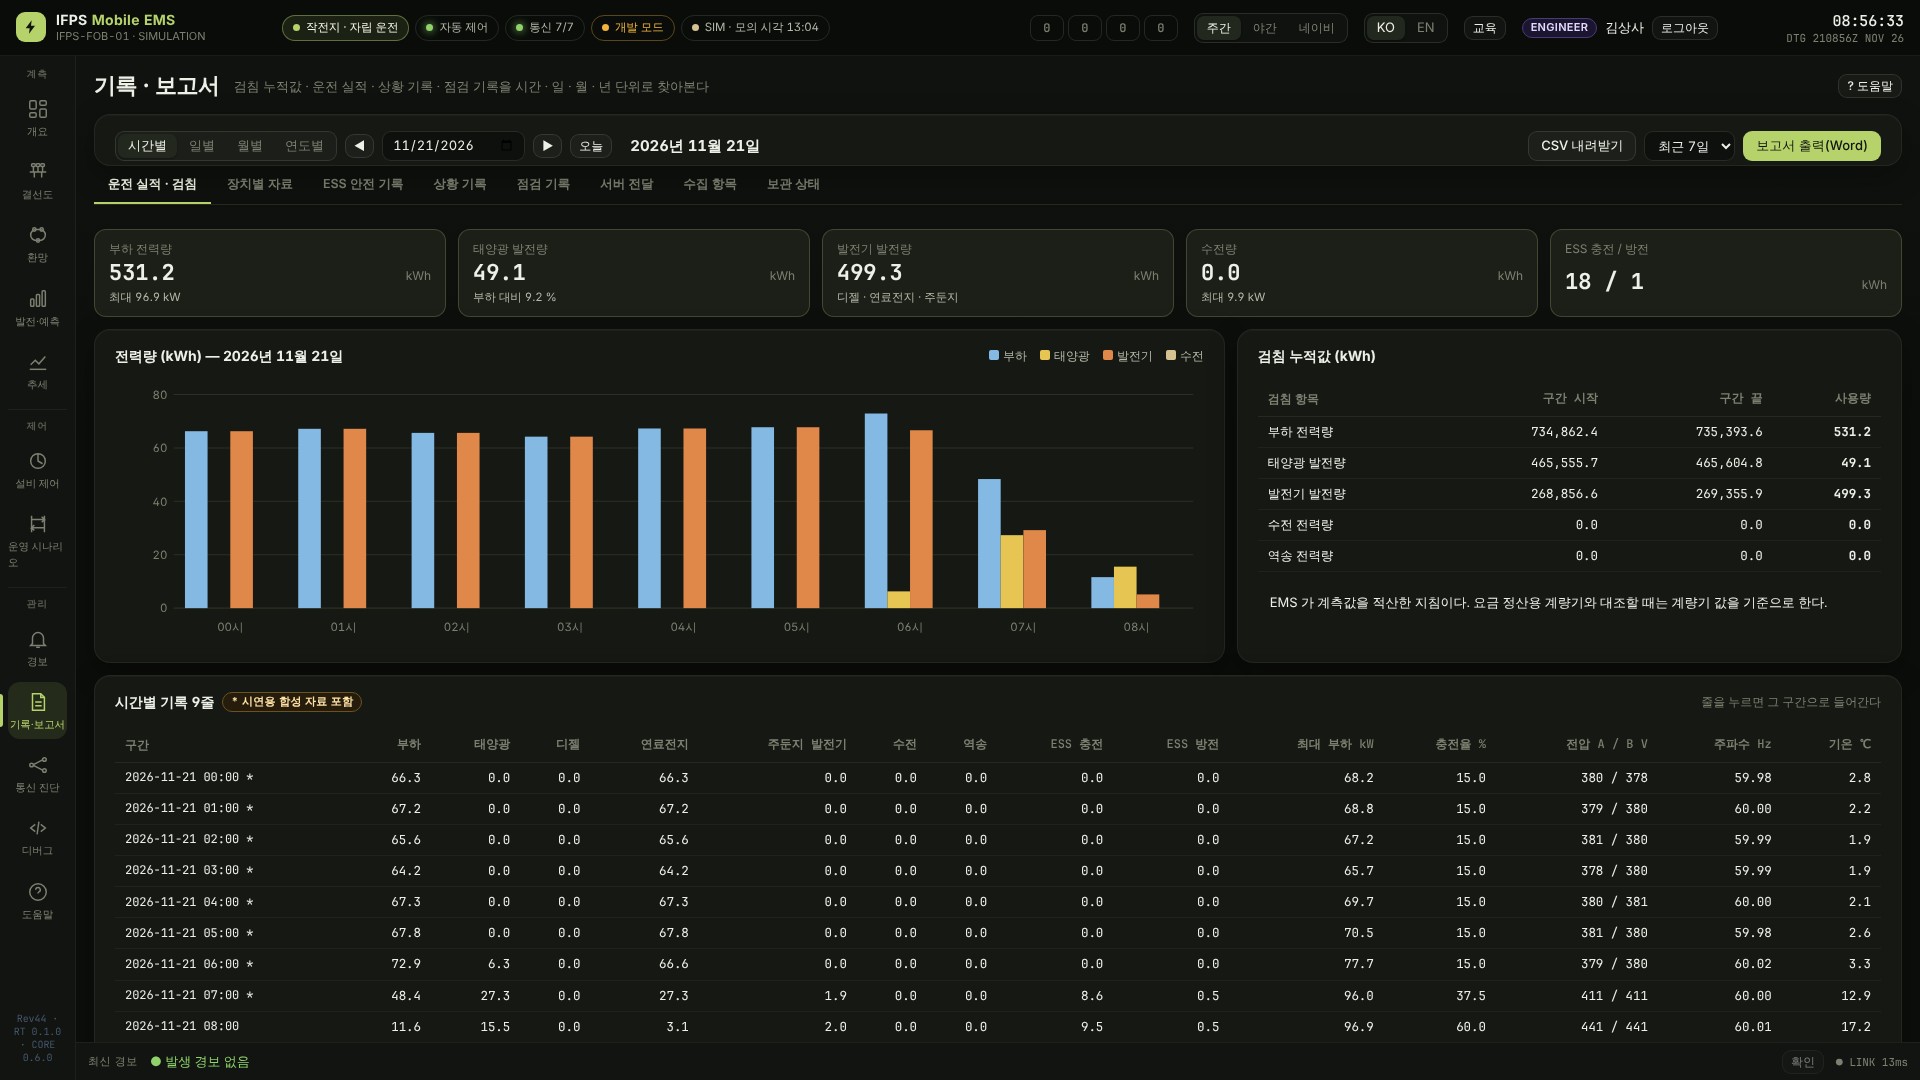 IFPS Mobile EMS
IFPS-FOB-01 · SIMULATION
작전지 · 자립 운전
자동 제어
통신 7/7
개발 모드
SIM · 모의 시각 13:04
0 0 0 0
주간 야간 네이비
KO EN
교육
ENGINEER 김상사 로그아웃
08:56:33
DTG 210856Z NOV 26
계측
개요
결선도
환망
발전·예측
추세
제어
설비 제어
운영 시나리
오
관리
경보
기록·보고서
통신 진단
디버그
도움말
Rev44 ·
RT 0.1.0
· CORE
0.6.0
기록 · 보고서 검침 누적값 · 운전 실적 · 상황 기록 · 점검 기록을 시간 · 일 · 월 · 년 단위로 찾아본다
? 도움말
시간별 일별 월별 연도별 ◀ 11/21/2026 ▶ 오늘 2026년 11월 21일
CSV 내려받기 최근 7일 보고서 출력(Word)
운전 실적 · 검침 장치별 자료 ESS 안전 기록 상황 기록 점검 기록 서버 전달 수집 항목 보관 상태
부하 전력량
531.2 kWh
최대 96.9 kW
태양광 발전량
49.1 kWh
부하 대비 9.2 %
발전기 발전량
499.3 kWh
디젤 · 연료전지 · 주둔지
수전량
0.0 kWh
최대 9.9 kW
ESS 충전 / 방전
18 / 1 kWh
전력량 (kWh) — 2026년 11월 21일
부하 태양광 발전기 수전
80
60
40
20
0
00시 01시 02시 03시 04시 05시 06시 07시 08시
검침 누적값 (kWh)
검침 항목 구간 시작 구간 끝 사용량
부하 전력량 734,862.4 735,393.6 531.2
태양광 발전량 465,555.7 465,604.8 49.1
발전기 발전량 268,856.6 269,355.9 499.3
수전 전력량 0.0 0.0 0.0
역송 전력량 0.0 0.0 0.0
EMS 가 계측값을 적산한 지침이다. 요금 정산용 계량기와 대조할 때는 계량기 값을 기준으로 한다.
시간별 기록 9줄 * 시연용 합성 자료 포함
줄을 누르면 그 구간으로 들어간다
구간 부하 태양광 디젤 연료전지 주둔지 발전기 수전 역송 ESS 충전 ESS 방전 최대 부하 kW 충전율 % 전압 A / B V 주파수 Hz 기온 ℃
2026-11-21 00:00 * 66.3 0.0 0.0 66.3 0.0 0.0 0.0 0.0 0.0 68.2 15.0 380 / 378 59.98 2.8
2026-11-21 01:00 * 67.2 0.0 0.0 67.2 0.0 0.0 0.0 0.0 0.0 68.8 15.0 379 / 380 60.00 2.2
2026-11-21 02:00 * 65.6 0.0 0.0 65.6 0.0 0.0 0.0 0.0 0.0 67.2 15.0 381 / 380 59.99 1.9
2026-11-21 03:00 * 64.2 0.0 0.0 64.2 0.0 0.0 0.0 0.0 0.0 65.7 15.0 378 / 380 59.99 1.9
2026-11-21 04:00 * 67.3 0.0 0.0 67.3 0.0 0.0 0.0 0.0 0.0 69.7 15.0 380 / 381 60.00 2.1
2026-11-21 05:00 * 67.8 0.0 0.0 67.8 0.0 0.0 0.0 0.0 0.0 70.5 15.0 381 / 380 59.98 2.6
2026-11-21 06:00 * 72.9 6.3 0.0 66.6 0.0 0.0 0.0 0.0 0.0 77.7 15.0 379 / 380 60.02 3.3
2026-11-21 07:00 * 48.4 27.3 0.0 27.3 1.9 0.0 0.0 8.6 0.5 96.0 37.5 411 / 411 60.00 12.9
2026-11-21 08:00 11.6 15.5 0.0 3.1 2.0 0.0 0.0 9.5 0.5 96.9 60.0 441 / 441 60.01 17.2
최신 경보 발생 경보 없음
확인 LINK 13ms